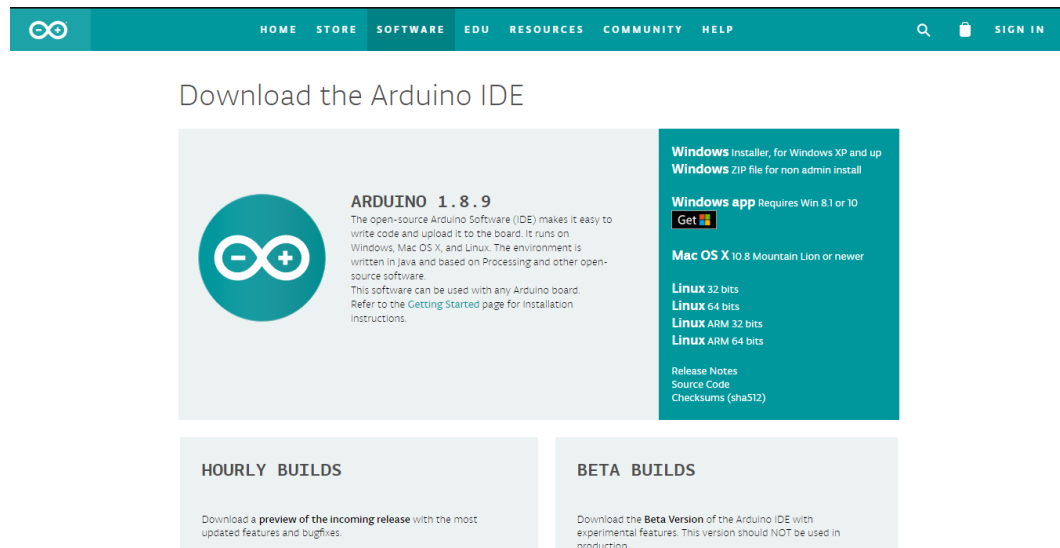 HOME STORE SOFTWARE EDU RESOURCES COMMUNITY HELP SIGN IN
Download the Arduino IDE
ARDUINO 1.8.9
The open-source Arduino Software (IDE) makes it easy to
write code and upload it to the board. It runs on
Windows, Mac OS X, and Linux. The environment is
written in Java and based on Processing and other open-
source software.
This software can be used with any Arduino board.
Refer to the Getting Started page for Installation
instructions.
Windows Installer, for Windows XP and up
Windows ZIP file for non admin install
Windows app Requires Win 8.1 or 10
Get
Mac OS X 10.8 Mountain Lion or newer
Linux 32 bits
Linux 64 bits
Linux ARM 32 bits
Linux ARM 64 bits
Release Notes
Source Code
Checksums (sha512)
HOURLY BUILDS
Download a preview of the incoming release with the most
updated features and bugfixes.
BETA BUILDS
Download the Beta Version of the Arduino IDE with
experimental features. This version should NOT be used in
production